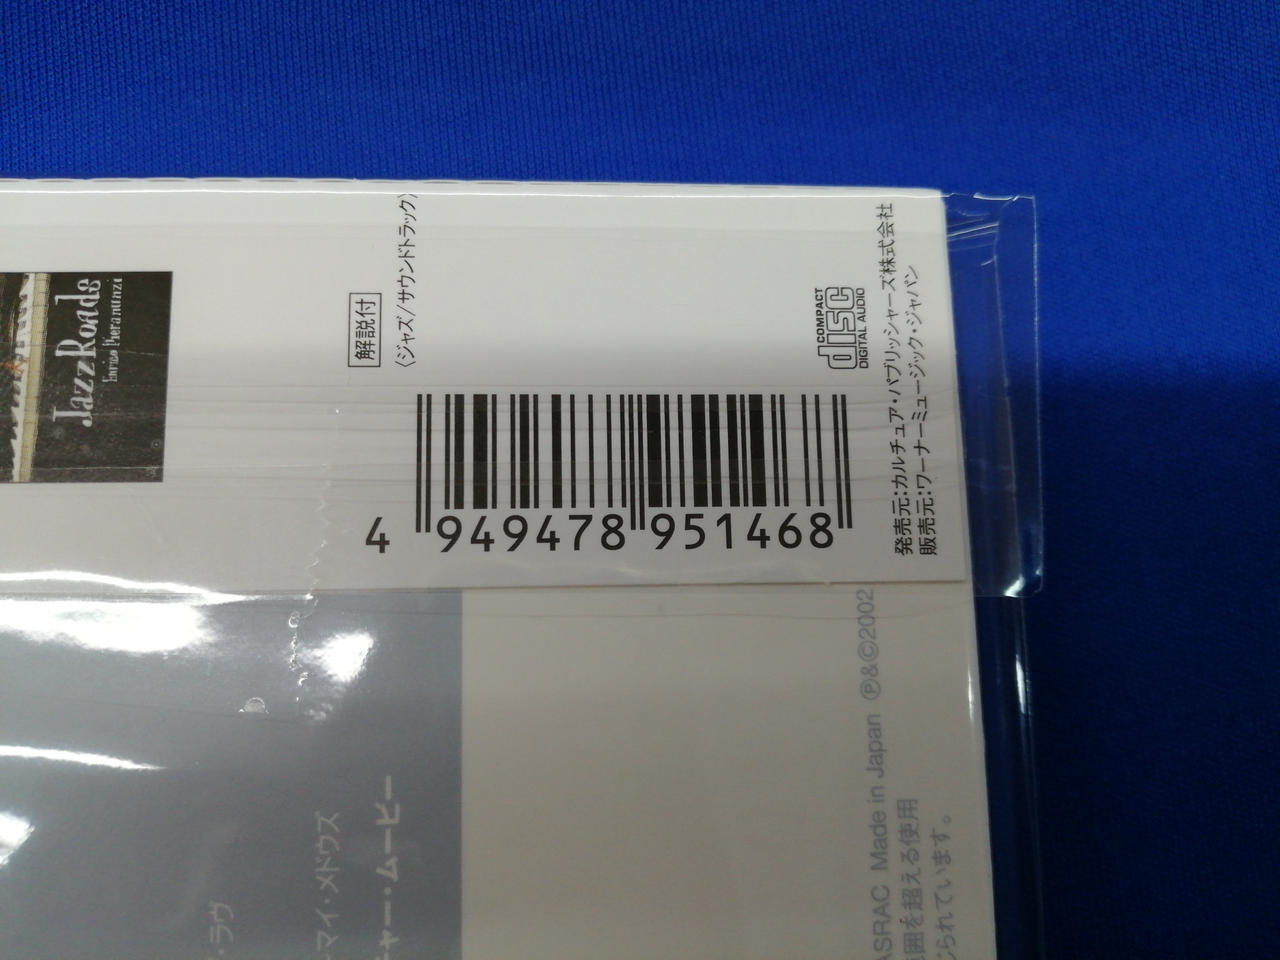 JazzRoads
Enrico Pieranunzi
解説付
〈ジャズ/サウンドトラック〉
COMPACT
disc
DIGITAL AUDIO
発売元:カルチュア・パブリッシャーズ株式会社
販売元:ワーナーミュージック・ジャパン
4 949478 951468
・ラヴ
・マイ・メドウズ
ャー・ムービー
ASRAC Made in Japan Ⓟ&©2002
囲を超える使用
じられています。